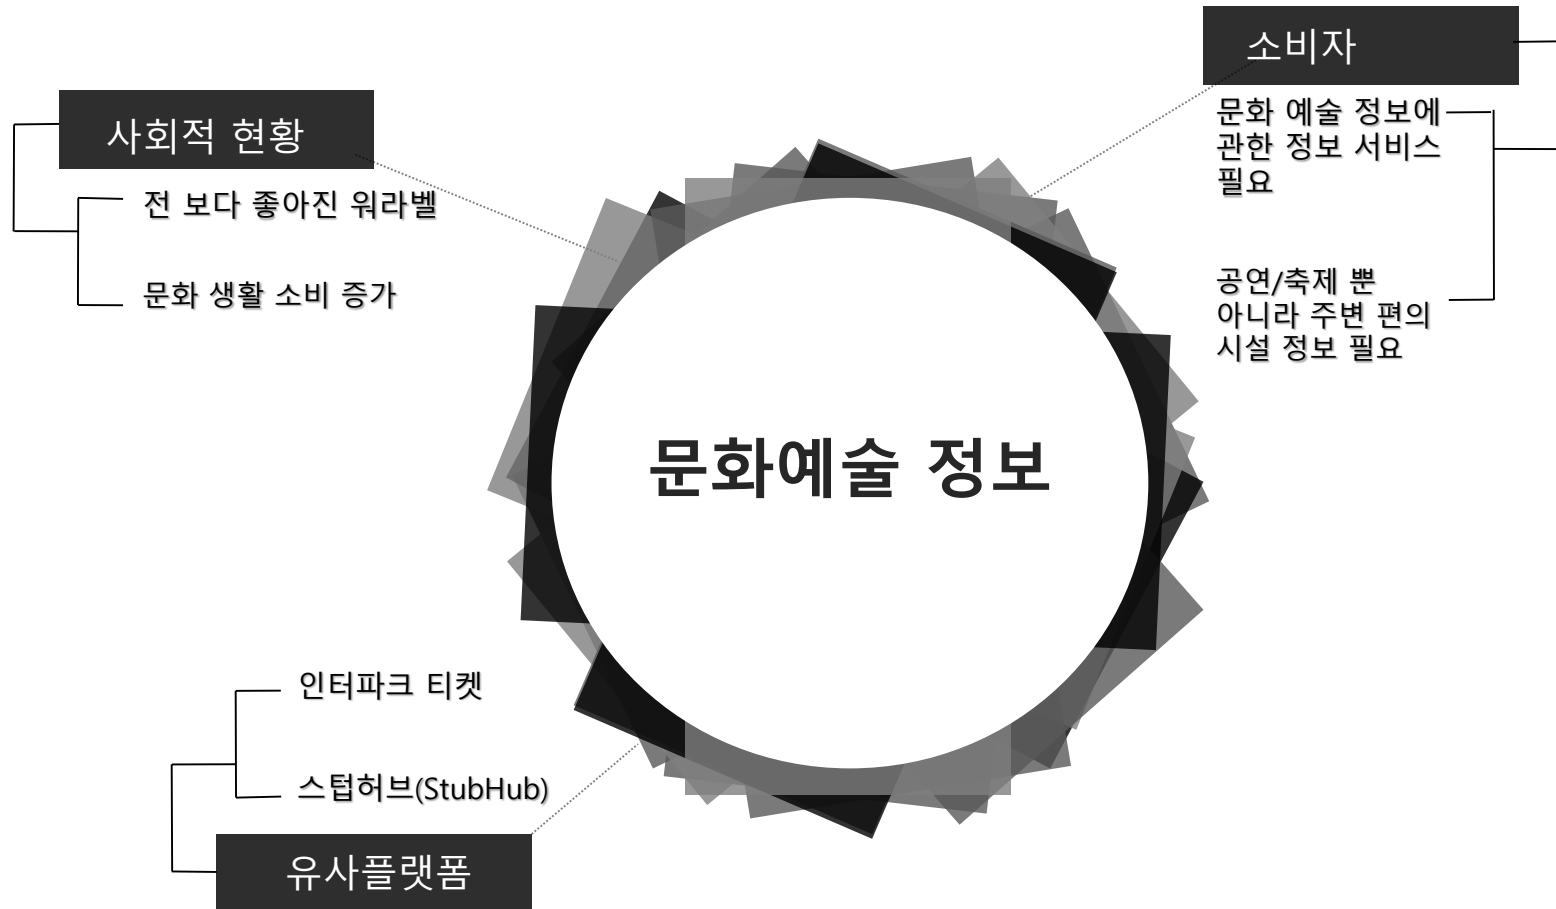 사회적 현황
전 보다 좋아진 워라벨
문화 생활 소비 증가
소비자
문화 예술 정보에
관한 정보 서비스
필요
공연/축제 뿐
아니라 주변 편의
시설 정보 필요
문화예술 정보
인터파크 티켓
스텁허브(StubHub)
유사플랫폼